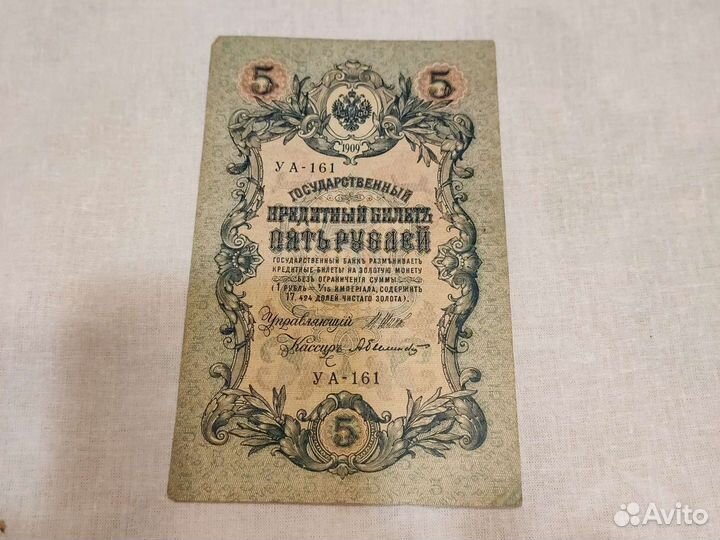 5 5
1909
УА-161
ГОСУДАРСТВЕННЫЙ
КРЕДИТНЫЙ БИЛЕТЪ
ПЯТЬ РУБЛЕЙ
ГОСУДАРСТВЕННЫЙ БАНКЪ РАЗМѢНИВАЕТЪ
КРЕДИТНЫЕ БИЛЕТЫ НА ЗОЛОТУЮ МОНЕТУ
БЕЗЪ ОГРАНИЧЕНІЯ СУММЫ
(1 РУБЛЬ = 1/15 ИМПЕРІАЛА, СОДЕРЖИТЪ
17,424 ДОЛЕЙ ЧИСТАГО ЗОЛОТА).
Управляющій
Кассиръ
УА-161
5
Avito